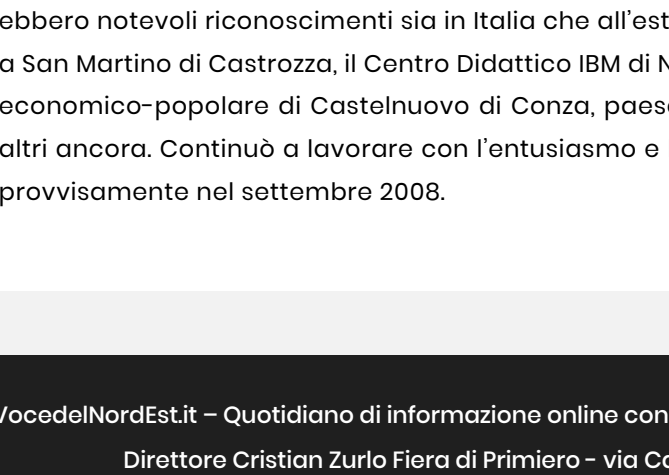 ebbero notevoli riconoscimenti sia in Italia che all'est
a San Martino di Castrozza, il Centro Didattico IBM di N
economico-popolare di Castelnuovo di Conza, paes
altri ancora. Continuò a lavorare con l'entusiasmo e
provvisamente nel settembre 2008.
VocedelNordEst.it – Quotidiano di informazione online con
Direttore Cristian Zurlo Fiera di Primiero - via Co